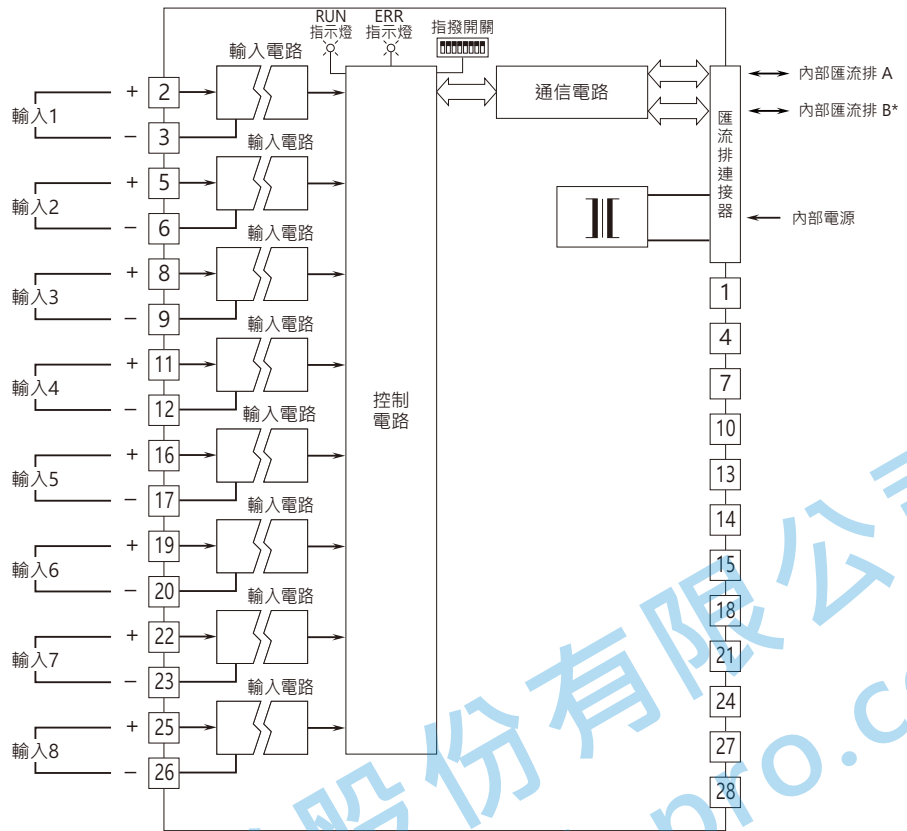 RUN
指示燈
ERR
指示燈
指撥開關
輸入電路
輸入1
+ 2
− 3
輸入電路
輸入2
+ 5
− 6
輸入電路
輸入3
+ 8
− 9
輸入電路
輸入4
+ 11
− 12
輸入電路
輸入5
+ 16
− 17
輸入電路
輸入6
+ 19
− 20
輸入電路
輸入7
+ 22
− 23
輸入電路
輸入8
+ 25
− 26
控制
電路
通信電路
匯流排連接器
內部匯流排 A
內部匯流排 B*
內部電源
1
4
7
10
13
14
15
18
21
24
27
28
股份有限公司
pro.co